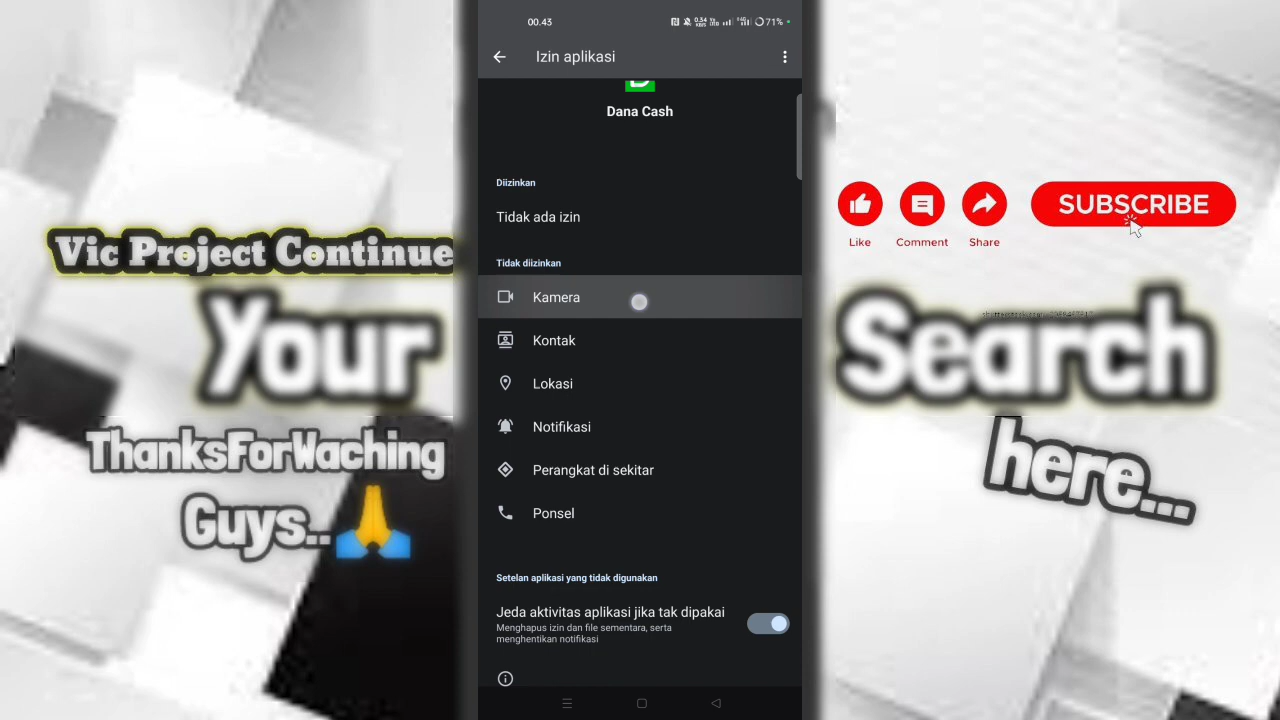 00.43
71%
Izin aplikasi
Dana Cash
Diizinkan
Tidak ada izin
Tidak diizinkan
Kamera
Kontak
Lokasi
Notifikasi
Perangkat di sekitar
Ponsel
Setelan aplikasi yang tidak digunakan
Jeda aktivitas aplikasi jika tak dipakai
Menghapus izin dan file sementara, serta
menghentikan notifikasi
Vic Project Continue
Your
ThanksForWaching
Guys..
SUBSCRIBE
Like Comment Share
Search
here...